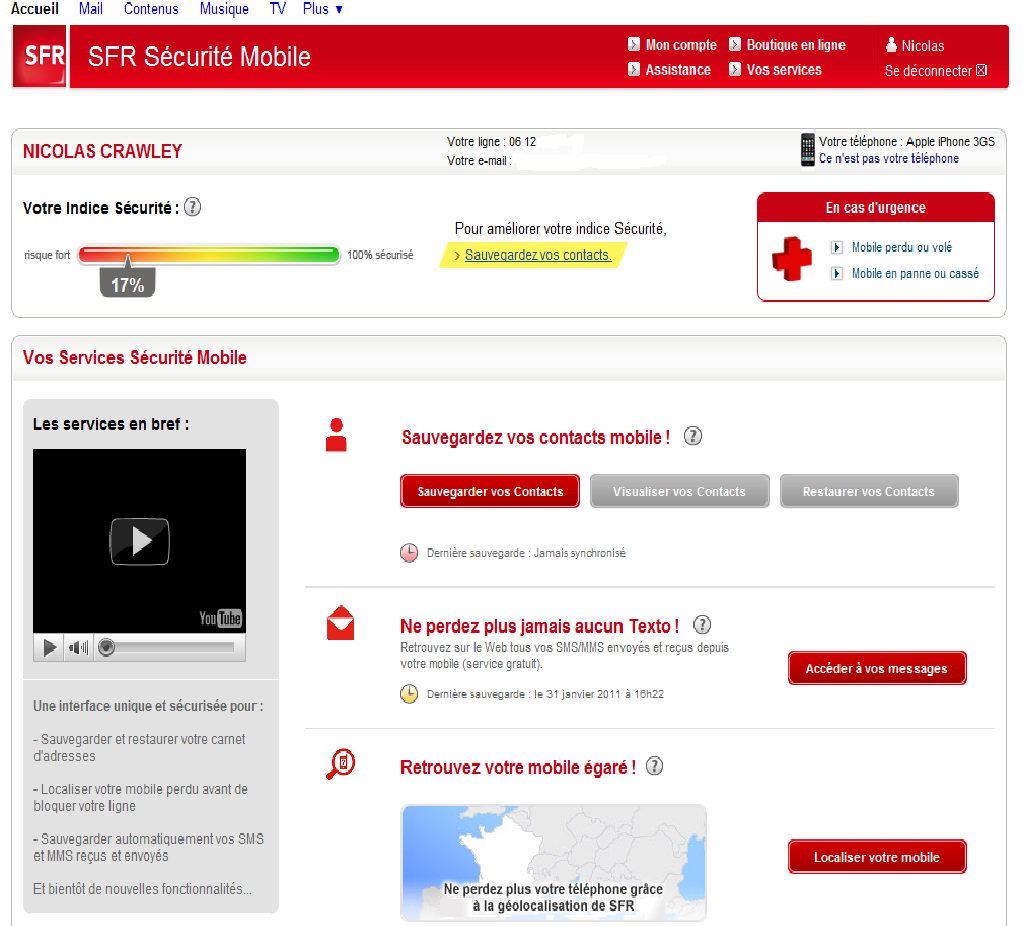 Accueil Mail Contenus Musique TV Plus ▼
SFR
SFR Sécurité Mobile
Mon compte
Boutique en ligne
Nicolas
Assistance
Vos services
Se déconnecter
NICOLAS CRAWLEY
Votre ligne : 06 12
Votre e-mail :
Votre téléphone : Apple iPhone 3GS
Ce n'est pas votre téléphone
Votre Indice Sécurité : ?
risque fort
100% sécurisé
17%
Pour améliorer votre indice Sécurité,
Sauvegardez vos contacts.
En cas d'urgence
Mobile perdu ou volé
Mobile en panne ou cassé
Vos Services Sécurité Mobile
Les services en bref :
YouTube
Une interface unique et sécurisée pour :
- Sauvegarder et restaurer votre carnet
d'adresses
- Localiser votre mobile perdu avant de
bloquer votre ligne
- Sauvegarder automatiquement vos SMS
et MMS reçus et envoyés
Et bientôt de nouvelles fonctionnalités...
Sauvegardez vos contacts mobile ! ?
Sauvegarder vos Contacts
Visualiser vos Contacts
Restaurer vos Contacts
Dernière sauvegarde : Jamais synchronisé
Ne perdez plus jamais aucun Texto ! ?
Retrouvez sur le Web tous vos SMS/MMS envoyés et reçus depuis
votre mobile (service gratuit).
Accéder à vos messages
Dernière sauvegarde : le 31 janvier 2011 à 16h22
Retrouvez votre mobile égaré ! ?
Ne perdez plus votre téléphone grâce
à la géolocalisation de SFR
Localiser votre mobile